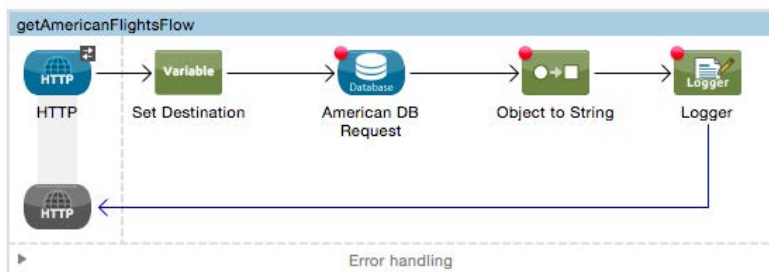 getAmericanFlightsFlow
HTTP
Variable
Database
Logger
HTTP
Set Destination
American DB
Request
Object to String
Logger
HTTP
Error handling